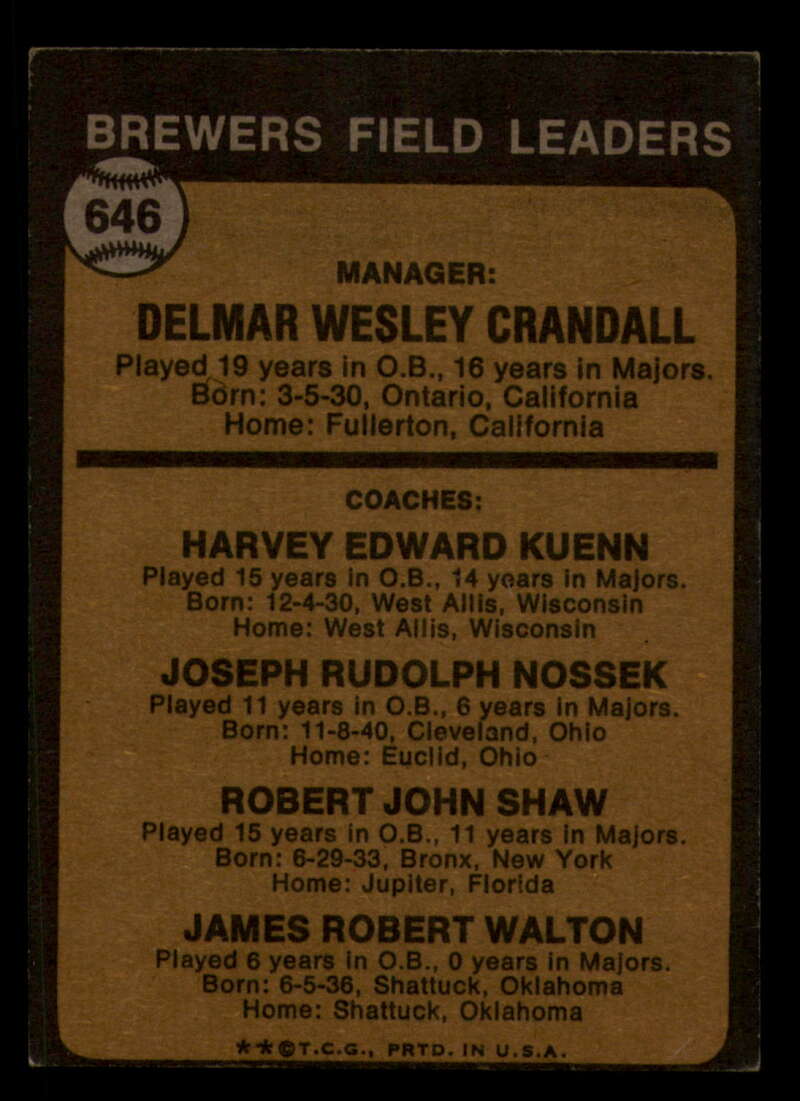 BREWERS FIELD LEADERS
646
MANAGER:
DELMAR WESLEY CRANDALL
Played 19 years in O.B., 16 years in Majors.
Born: 3-5-30, Ontario, California
Home: Fullerton, California
COACHES:
HARVEY EDWARD KUENN
Played 15 years in O.B., 14 years in Majors.
Born: 12-4-30, West Allis, Wisconsin
Home: West Allis, Wisconsin
JOSEPH RUDOLPH NOSSEK
Played 11 years in O.B., 6 years in Majors.
Born: 11-8-40, Cleveland, Ohio
Home: Euclid, Ohio
ROBERT JOHN SHAW
Played 15 years in O.B., 11 years in Majors.
Born: 6-29-33, Bronx, New York
Home: Jupiter, Florida
JAMES ROBERT WALTON
Played 6 years in O.B., 0 years in Majors.
Born: 6-5-36, Shattuck, Oklahoma
Home: Shattuck, Oklahoma
**©T.C.G., PRTD. IN U.S.A.